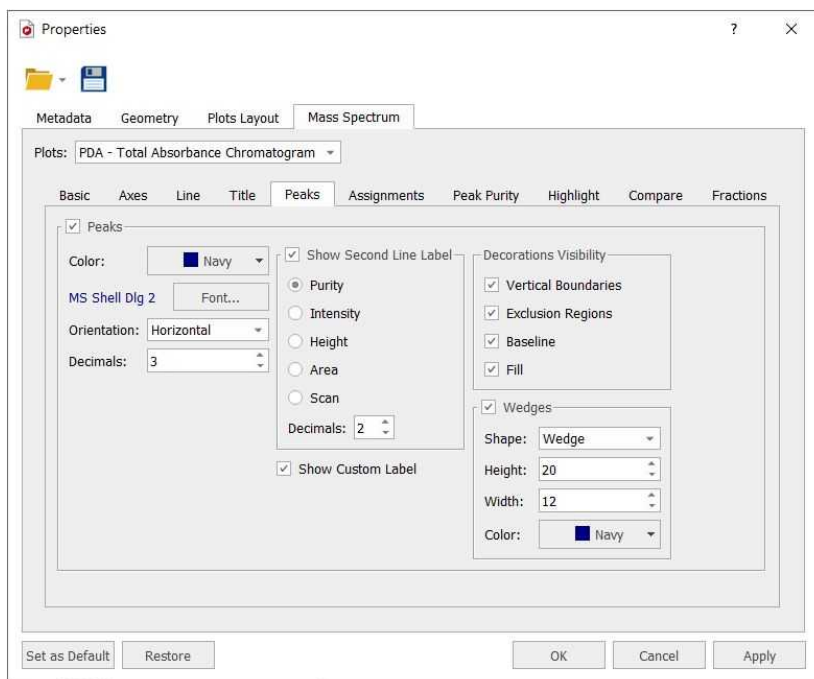 Properties
?
Metadata Geometry Plots Layout Mass Spectrum
Plots: PDA - Total Absorbance Chromatogram
Basic Axes Line Title Peaks Assignments Peak Purity Highlight Compare Fractions
Peaks
Color: Navy
MS Shell Dlg 2 Font...
Orientation: Horizontal
Decimals: 3
Show Second Line Label
Purity
Intensity
Height
Area
Scan
Decimals: 2
Show Custom Label
Decorations Visibility
Vertical Boundaries
Exclusion Regions
Baseline
Fill
Wedges
Shape: Wedge
Height: 20
Width: 12
Color: Navy
Set as Default Restore OK Cancel Apply